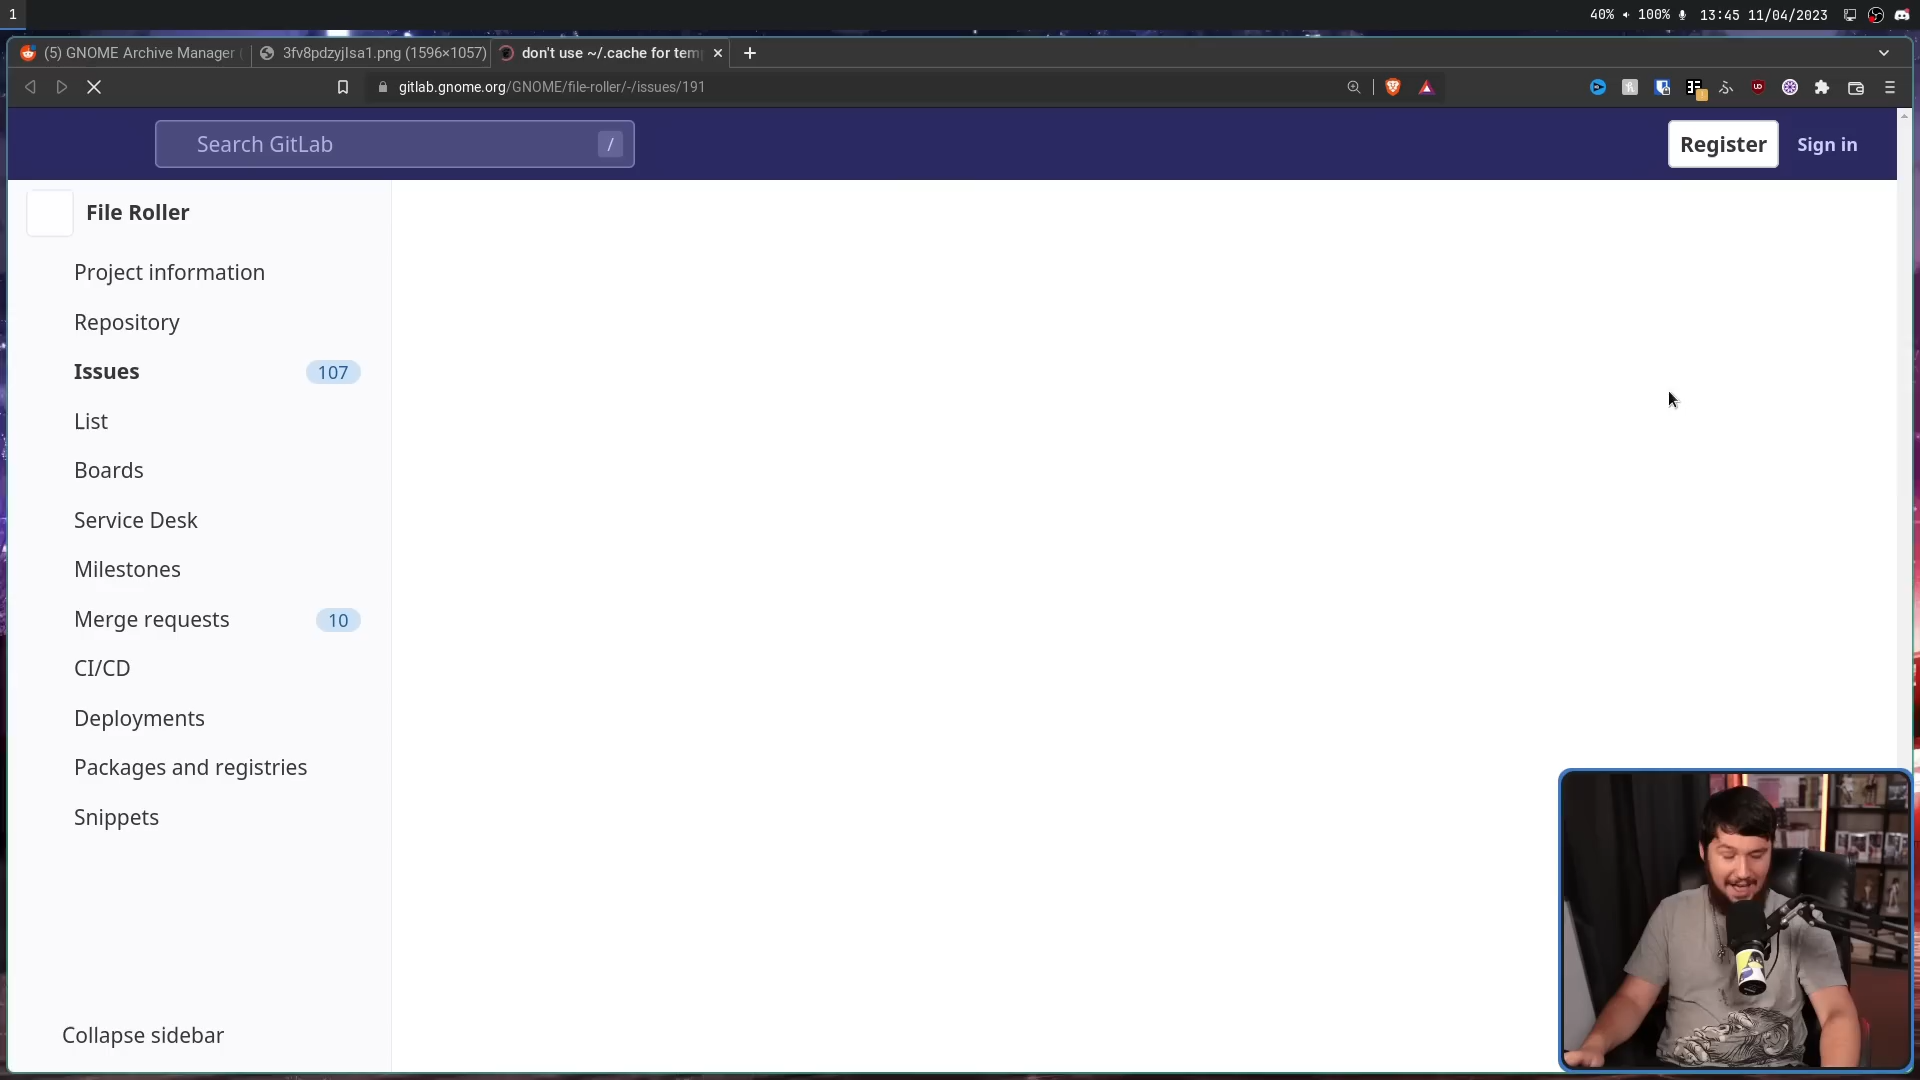 1
40%
100%
13:45 11/04/2023
(5) GNOME Archive Manager
3fv8pdzyjlsa1.png (1596×1057)
don't use ~/.cache for tem
gitlab.gnome.org/GNOME/file-roller/-/issues/191
Search GitLab
/
Register
Sign in
File Roller
Project information
Repository
Issues
107
List
Boards
Service Desk
Milestones
Merge requests
10
CI/CD
Deployments
Packages and registries
Snippets
Collapse sidebar